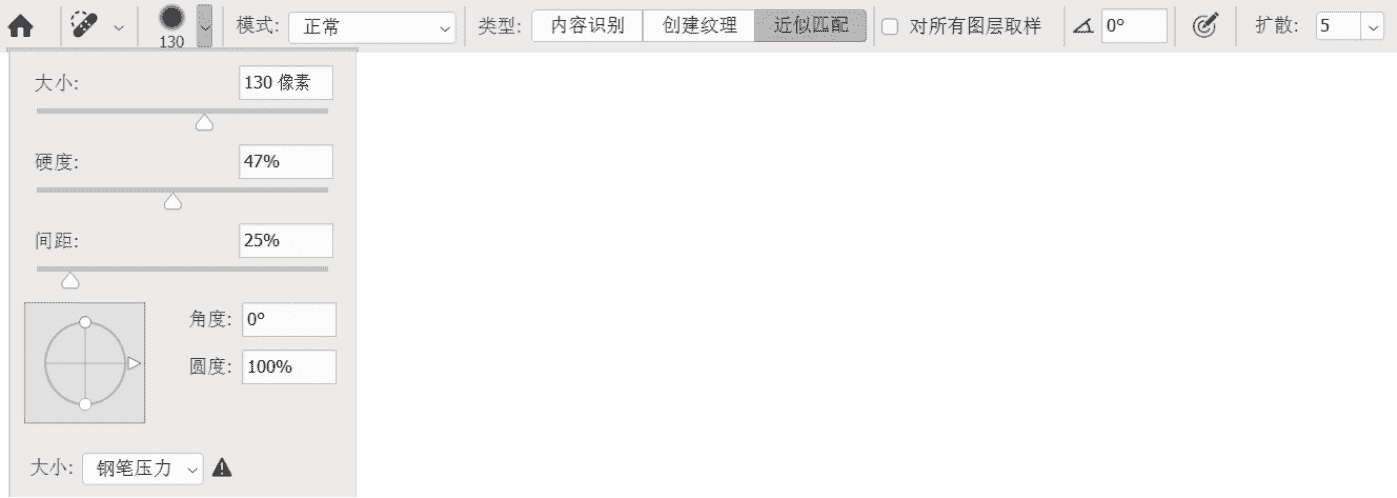 130 模式: 正常 类型: 内容识别 创建纹理 近似匹配 对所有图层取样 0° 扩散: 5
大小: 130 像素
硬度: 47%
间距: 25%
角度: 0°
圆度: 100%
大小: 钢笔压力